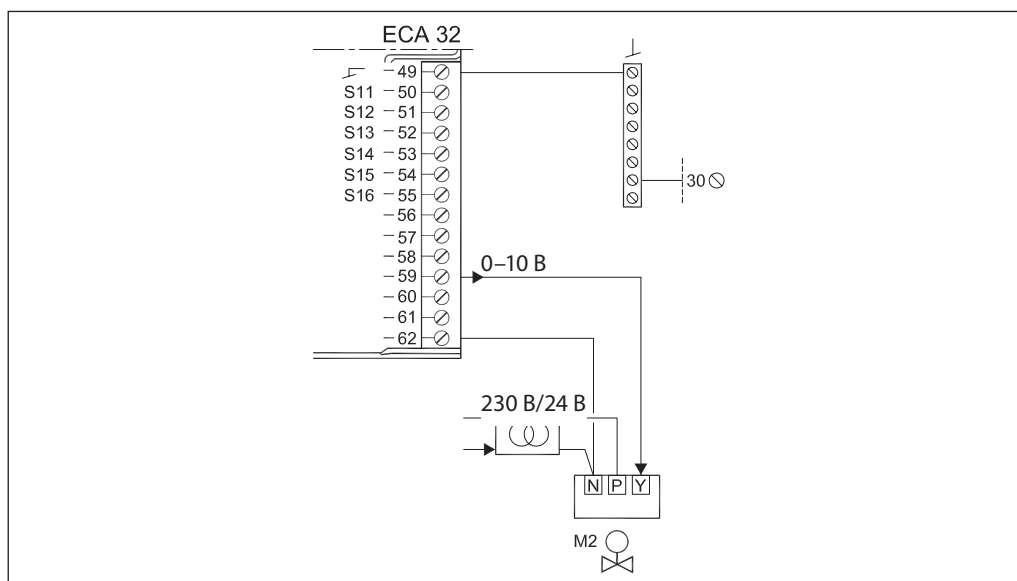 ECA 32
49
S11 50
S12 51
S13 52
S14 53
S15 54
S16 55
56
57
58
59
60
61
62
30
0–10 В
230 В/24 В
N P Y
M2